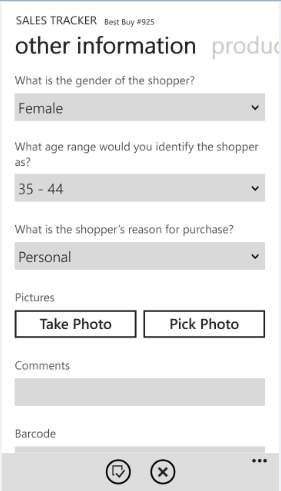 SALES TRACKER Best Buy #925
other information produc
What is the gender of the shopper?
Female
What age range would you identify the shopper
as?
35 - 44
What is the shopper's reason for purchase?
Personal
Pictures
Take Photo Pick Photo
Comments
Barcode